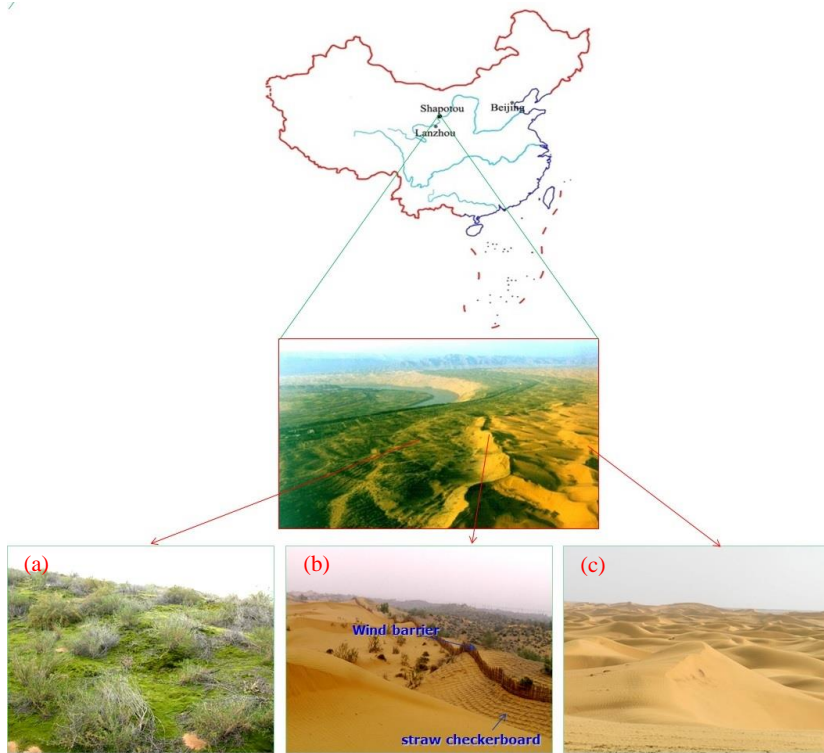 Shapotou
Beijing
Lanzhou
(a)
(b)
(c)
Wind barrier
straw checkerboard